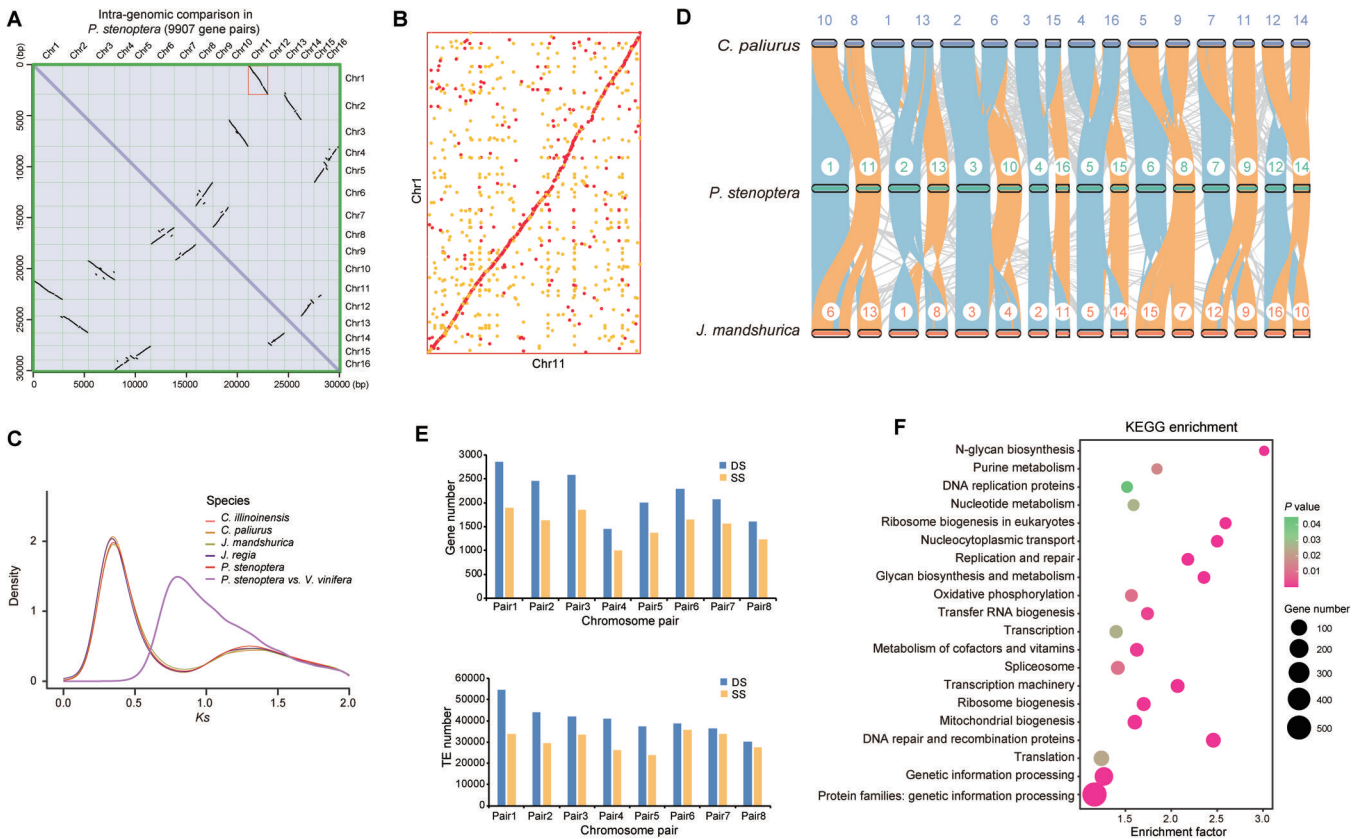 A
Intra-genomic comparison in
P. stenoptera (9907 gene pairs)
Chr1 Chr2 Chr3 Chr4 Chr5 Chr6 Chr7 Chr8 Chr9 Chr10 Chr11 Chr12 Chr13 Chr14 Chr15 Chr16
0 (bp)
5000
10000
15000
20000
25000
30000
Chr1
Chr2
Chr3
Chr4
Chr5
Chr6
Chr7
Chr8
Chr9
Chr10
Chr11
Chr12
Chr13
Chr14
Chr15
Chr16
0 5000 10000 15000 20000 25000 30000 (bp)
B
Chr1
Chr11
C
Species
C. illinoinensis
C. paliurus
J. mandshurica
J. regia
P. stenoptera
P. stenoptera vs. V. vinifera
Density
2
1
0
0.0 0.5 1.0 1.5 2.0
Ks
D
10 8 1 13 2 6 3 15 4 16 5 9 7 11 12 14
C. paliurus
1 11 2 13 3 10 4 16 5 15 6 8 7 9 12 14
P. stenoptera
6 13 1 8 3 4 2 11 5 14 15 7 12 9 16 10
J. mandshurica
E
Gene number
3000
2500
2000
1500
1000
500
0
DS
SS
Pair1 Pair2 Pair3 Pair4 Pair5 Pair6 Pair7 Pair8
Chromosome pair
TE number
60000
50000
40000
30000
20000
10000
0
DS
SS
Pair1 Pair2 Pair3 Pair4 Pair5 Pair6 Pair7 Pair8
Chromosome pair
F
KEGG enrichment
N-glycan biosynthesis
Purine metabolism
DNA replication proteins
Nucleotide metabolism
Ribosome biogenesis in eukaryotes
Nucleocytoplasmic transport
Replication and repair
Glycan biosynthesis and metabolism
Oxidative phosphorylation
Transfer RNA biogenesis
Transcription
Metabolism of cofactors and vitamins
Spliceosome
Transcription machinery
Ribosome biogenesis
Mitochondrial biogenesis
DNA repair and recombination proteins
Translation
Genetic information processing
Protein families: genetic information processing
1.5 2.0 2.5 3.0
Enrichment factor
P value
0.04
0.03
0.02
0.01
Gene number
100
200
300
400
500